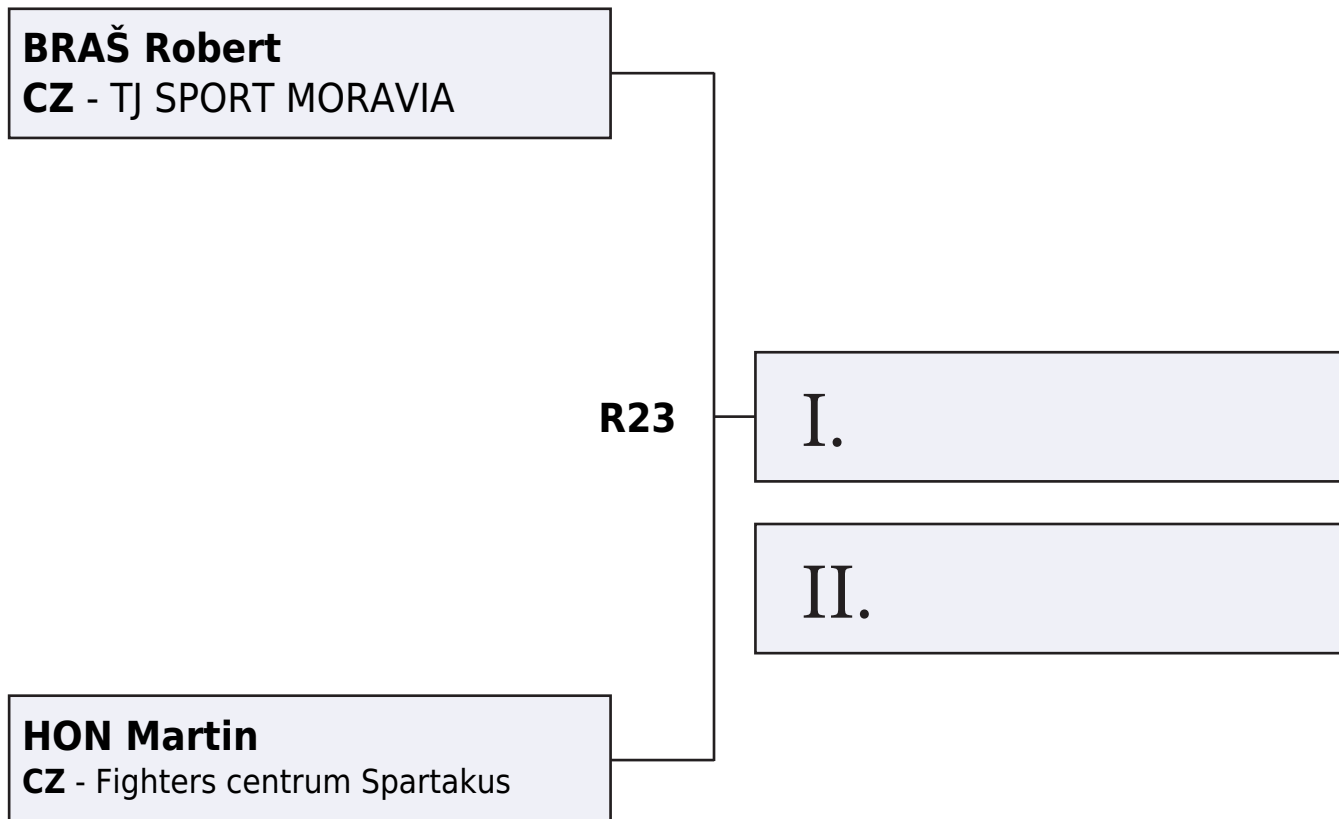 BRAŠ Robert
CZ - TJ SPORT MORAVIA
R23
I.
II.
HON Martin
CZ - Fighters centrum Spartakus